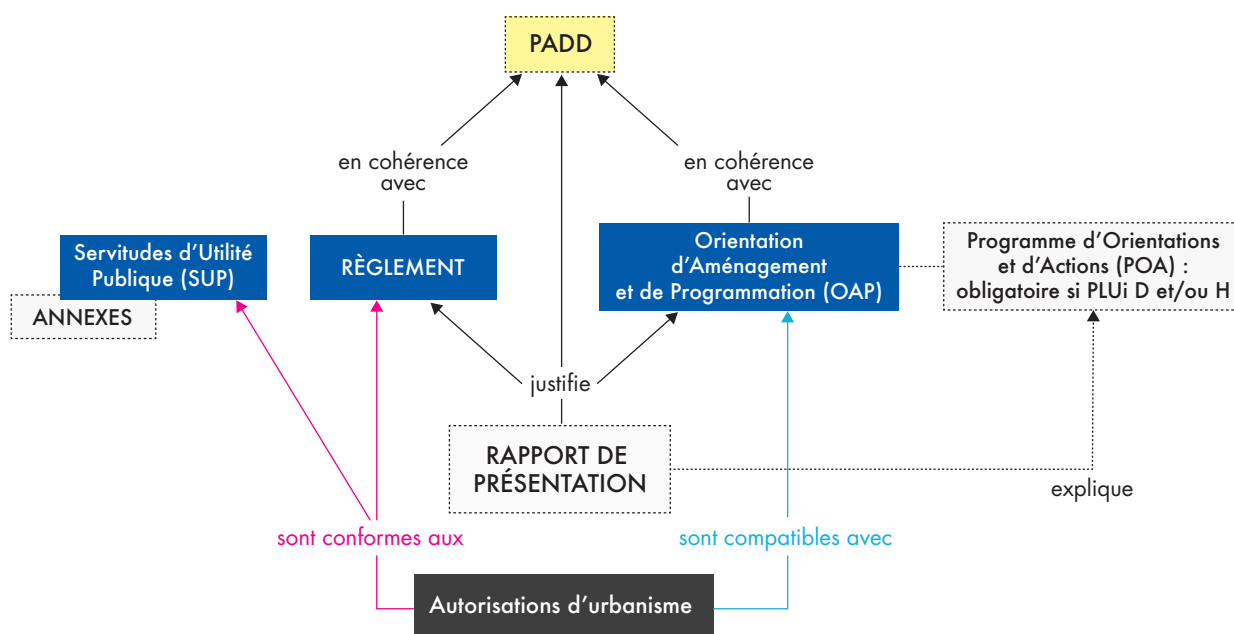 PADD
en cohérence
avec
en cohérence
avec
Servitudes d’Utilité
Publique (SUP)
ANNEXES
RÈGLEMENT
Orientation
d’Aménagement
et de Programmation (OAP)
Programme d’Orientations
et d’Actions (POA) :
obligatoire si PLUi D et/ou H
justifie
RAPPORT DE
PRÉSENTATION
explique
sont conformes aux
sont compatibles avec
Autorisations d’urbanisme